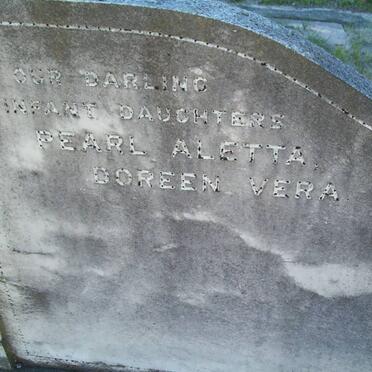 OUR DARLING
INFANT DAUGHTERS
PEARL ALETTA,
DOREEN VERA